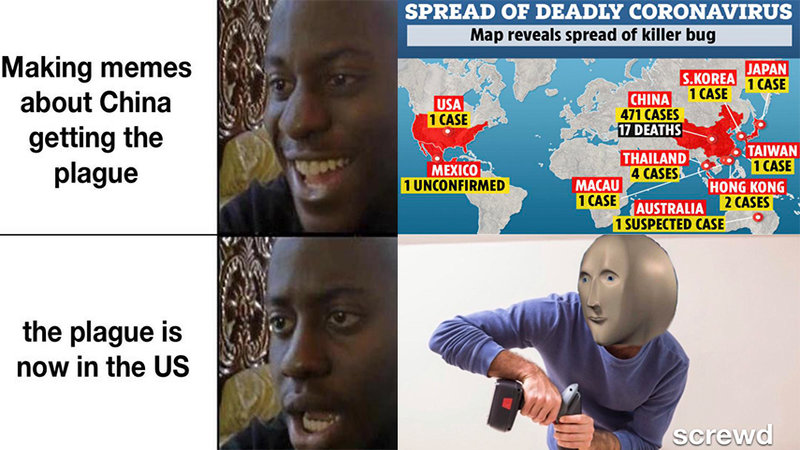 Making memes
about China
getting the
plague
SPREAD OF DEADLY CORONAVIRUS
Map reveals spread of killer bug
JAPAN
1 CASE
S.KOREA
1 CASE
USA
1 CASE
CHINA
471 CASES
17 DEATHS
TAIWAN
1 CASE
THAILAND
4 CASES
MEXICO
1 UNCONFIRMED
MACAU
1 CASE
HONG KONG
2 CASES
AUSTRALIA
1 SUSPECTED CASE
the plague is
now in the US
screwd